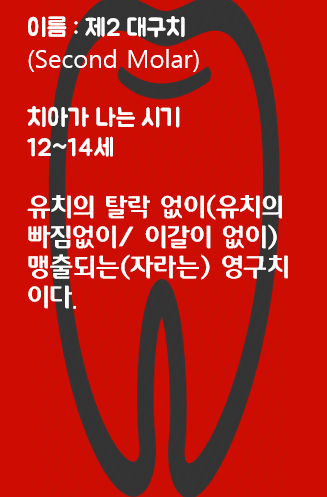 이름 : 제2 대구치
(Second Molar)
치아가 나는 시기
12~14세
유치의 탈락 없이(유치의
빠짐없이/ 이갈이 없이)
맹출되는(자라는) 영구치
이다.